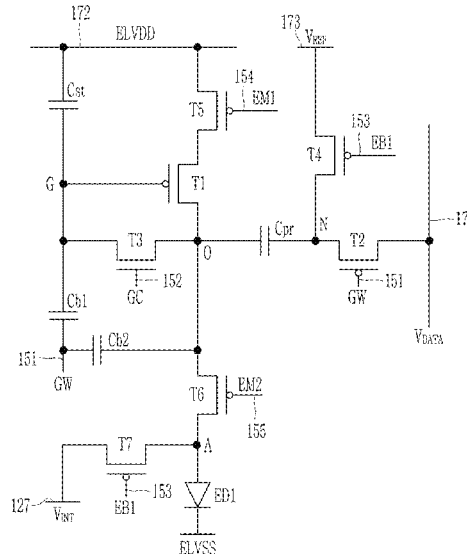 172
ELVDD
173
VREF
Cst
T5
154
EM1
153
EB1
T4
G
T1
N
T3
O
Cpr
T2
17
152
GC
151
GW
Cb1
Cb2
151
GW
VDATA
T6
EM2
155
T7
A
127
VINT
153
EB1
ED1
ELVSS